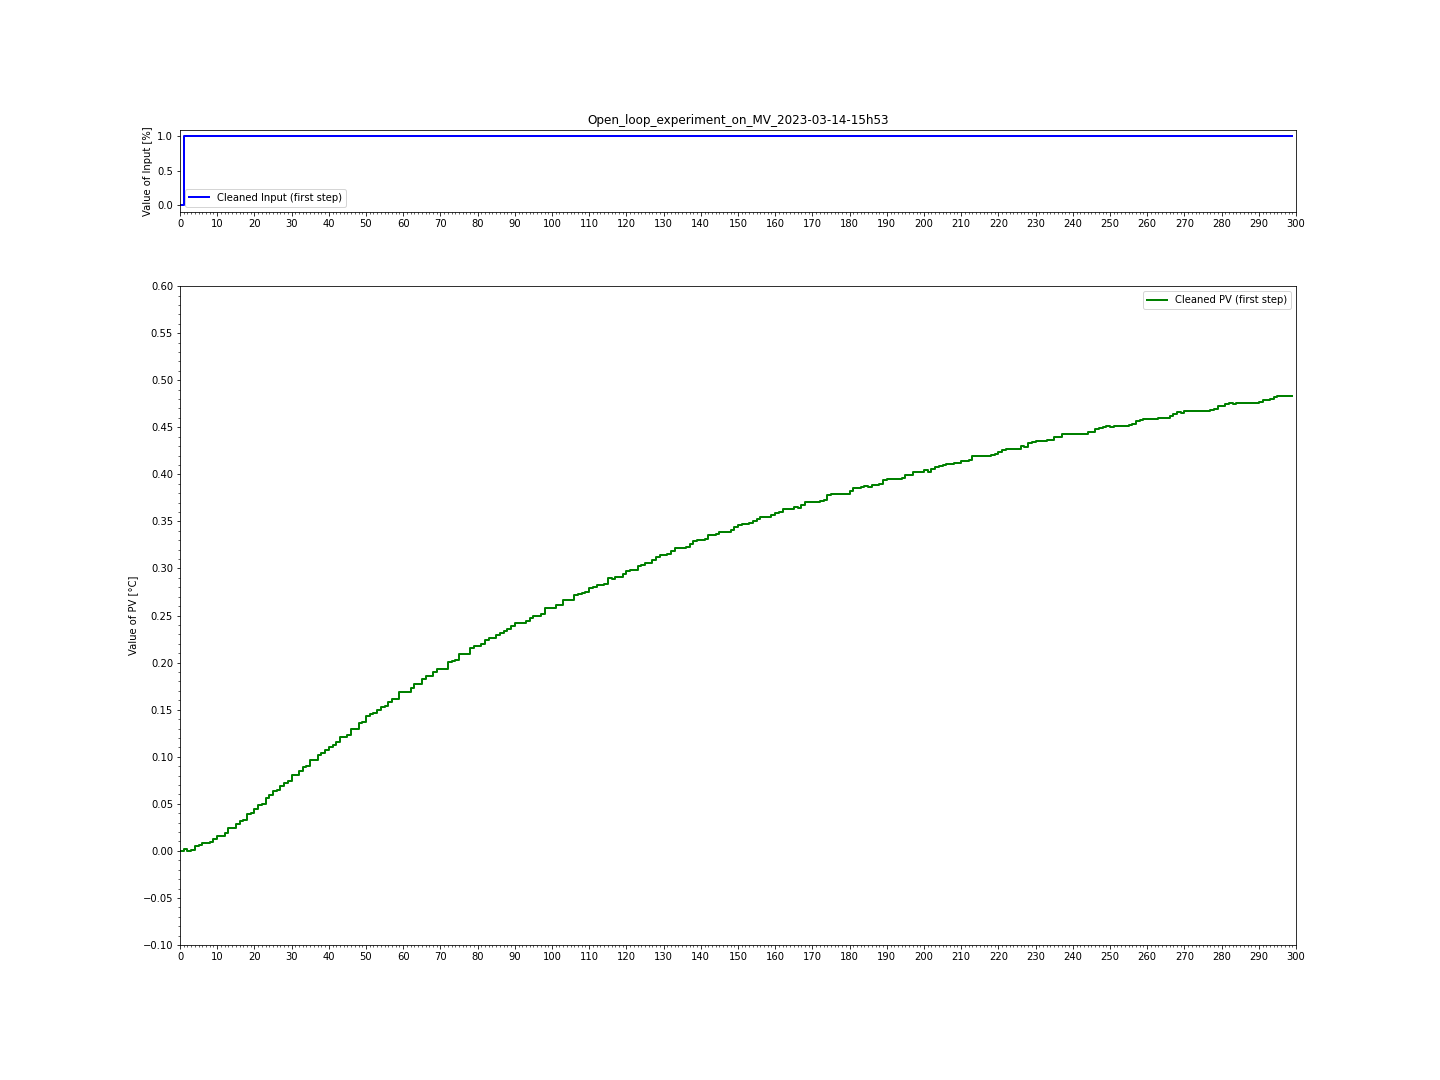 Open_loop_experiment_on_MV_2023-03-14-15h53
Value of Input [%]
1.0
0.5
0.0
Cleaned Input (first step)
0 10 20 30 40 50 60 70 80 90 100 110 120 130 140 150 160 170 180 190 200 210 220 230 240 250 260 270 280 290 300
Cleaned PV (first step)
Value of PV [°C]
0.60
0.55
0.50
0.45
0.40
0.35
0.30
0.25
0.20
0.15
0.10
0.05
0.00
−0.05
−0.10
0 10 20 30 40 50 60 70 80 90 100 110 120 130 140 150 160 170 180 190 200 210 220 230 240 250 260 270 280 290 300